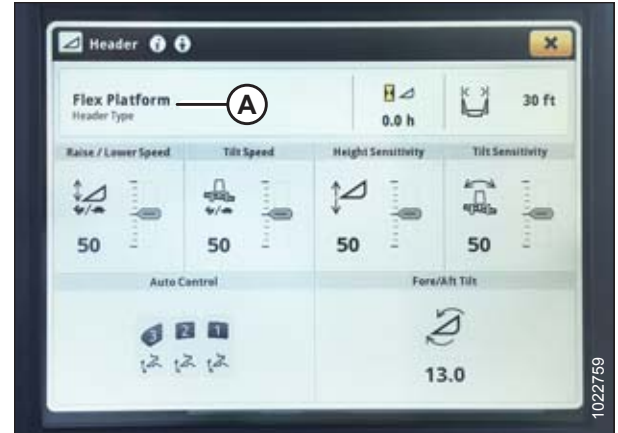 Header
Flex Platform
Header Type
A
0.0 h
30 ft
Raise / Lower Speed
Tilt Speed
Height Sensitivity
Tilt Sensitivity
50
50
50
50
Auto Control
Fore/Aft Tilt
3 2 1
13.0
1022759